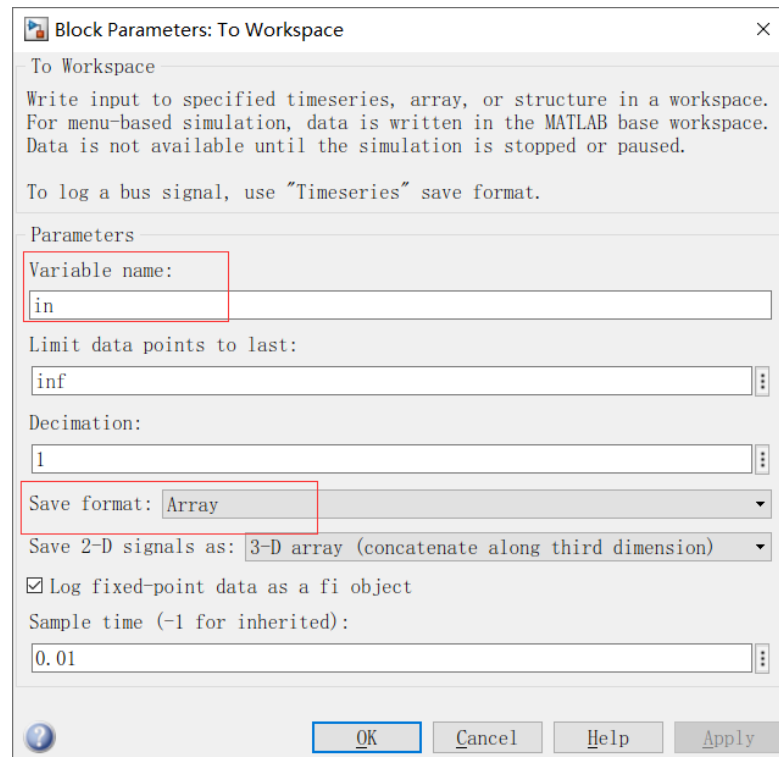 Block Parameters: To Workspace
To Workspace
Write input to specified timeseries, array, or structure in a workspace.
For menu-based simulation, data is written in the MATLAB base workspace.
Data is not available until the simulation is stopped or paused.
To log a bus signal, use "Timeseries" save format.
Parameters
Variable name:
in
Limit data points to last:
inf
Decimation:
1
Save format: Array
Save 2-D signals as: 3-D array (concatenate along third dimension)
Log fixed-point data as a fi object
Sample time (-1 for inherited):
0.01
OK Cancel Help Apply